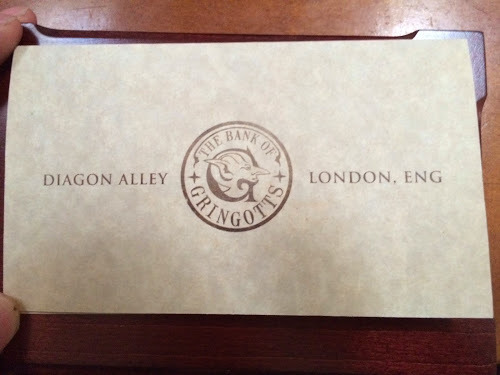 THE BANK OF
DIAGON ALLEY G LONDON, ENG
GRINGOTTS